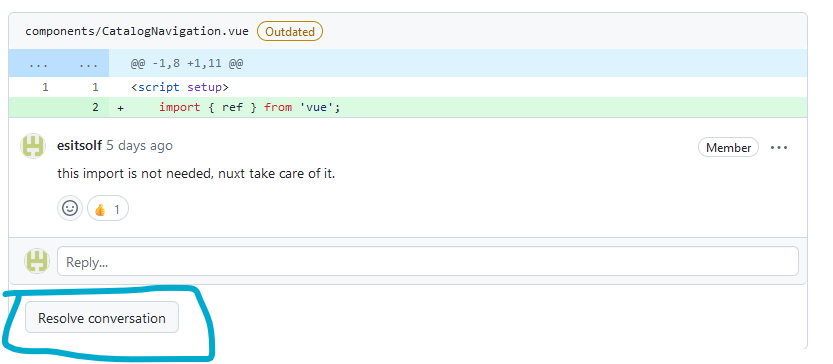 components/CatalogNavigation.vue Outdated
... ... @@ -1,8 +1,11 @@
1 1 <script setup>
2 + import { ref } from 'vue';
esitsolf 5 days ago Member ...
this import is not needed, nuxt take care of it.
👍 1
Reply...
Resolve conversation